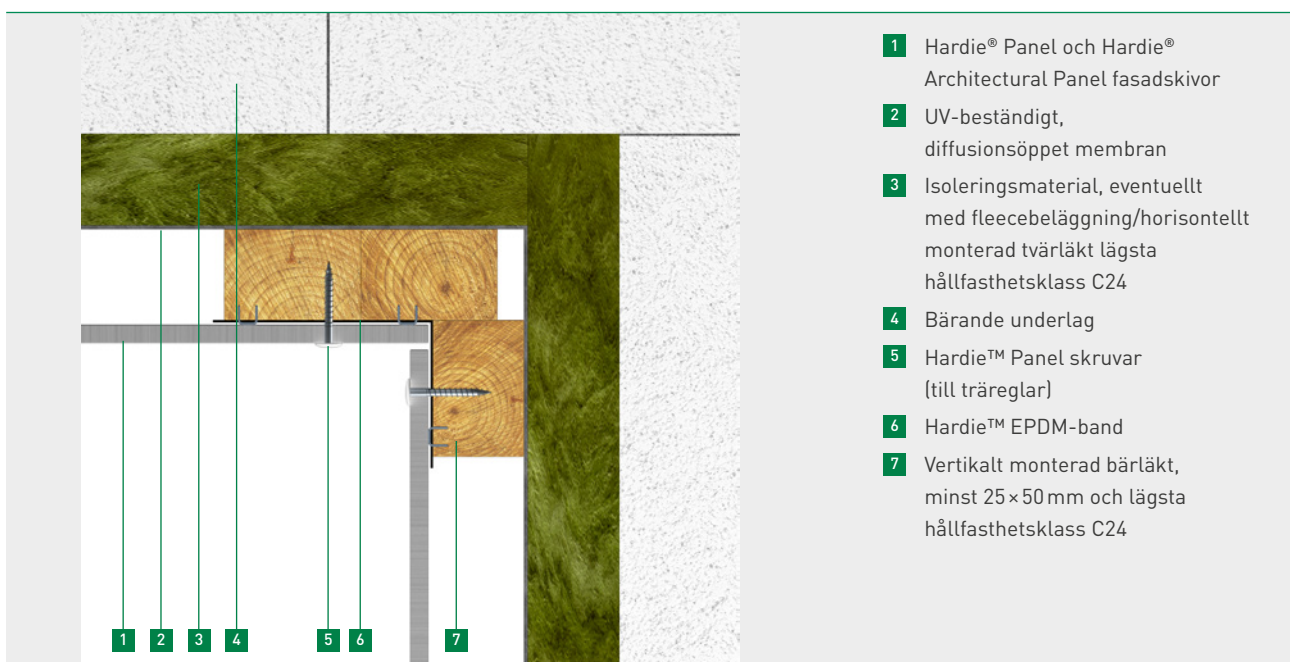 1 Hardie® Panel och Hardie®
Architectural Panel fasadskivor
2 UV-beständigt,
diffusionsöppet membran
3 Isoleringsmaterial, eventuellt
med fleecebeläggning/horisontellt
monterad tvärläkt lägsta
hållfasthetsklass C24
4 Bärande underlag
5 Hardie™ Panel skruvar
(till träreglar)
6 Hardie™ EPDM-band
7 Vertikalt monterad bärläkt,
minst 25 × 50 mm och lägsta
hållfasthetsklass C24
1 2 3 4 5 6 7